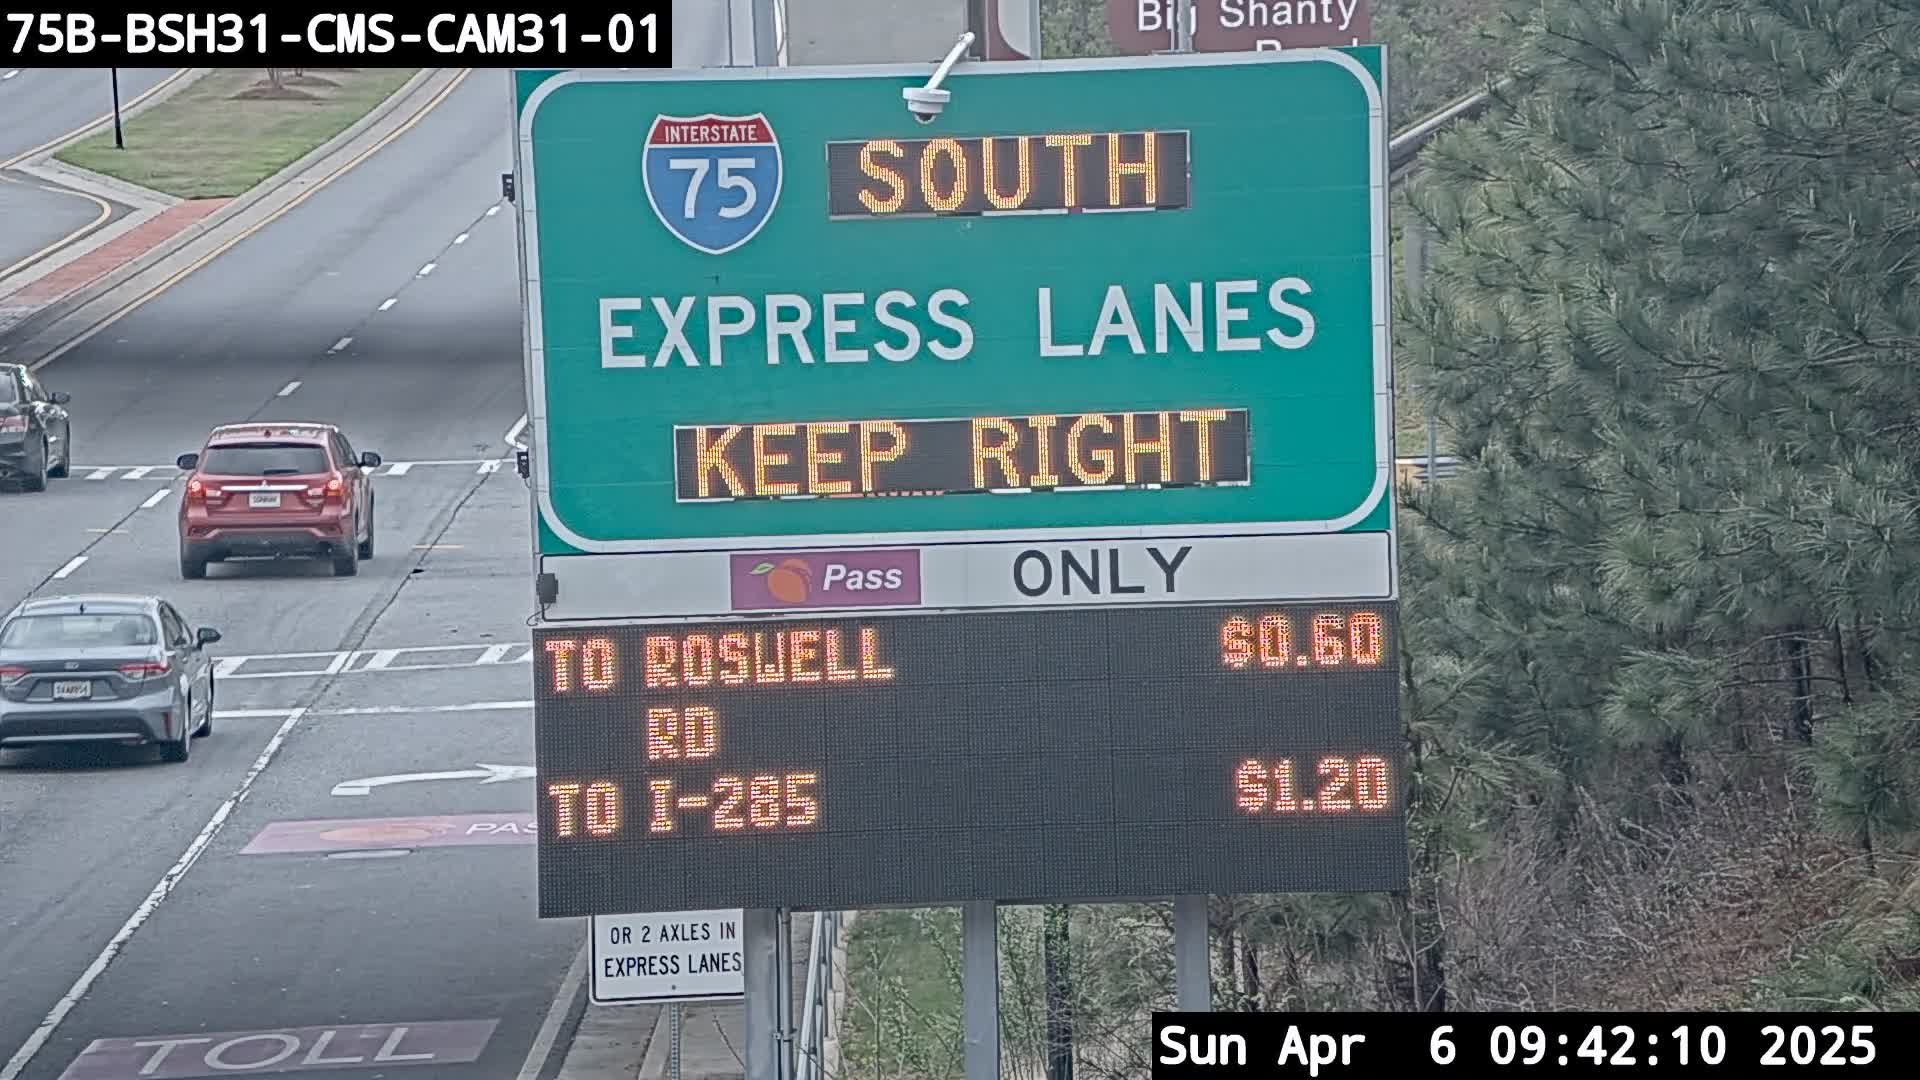 75B-BSH31-CMS-CAM31-01
Big Shanty
INTERSTATE
75
SOUTH
EXPRESS LANES
KEEP RIGHT
Pass
ONLY
TO ROSWELL $0.60
RD
TO I-285 $1.20
OR 2 AXLES IN
EXPRESS LANES
TOLL
Sun Apr 6 09:42:10 2025